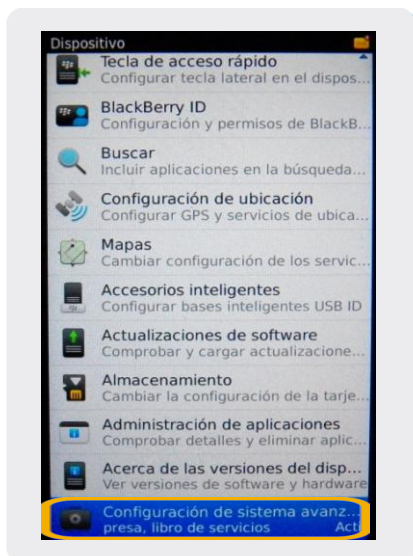 Dispositivo
Tecla de acceso rápido
Configurar tecla lateral en el dispos...
BlackBerry ID
Configuración y permisos de BlackB...
Buscar
Incluir aplicaciones en la búsqueda...
Configuración de ubicación
Configurar GPS y servicios de ubica...
Mapas
Cambiar configuración de los servic...
Accesorios inteligentes
Configurar bases inteligentes USB ID
Actualizaciones de software
Comprobar y cargar actualizacione...
Almacenamiento
Cambiar la configuración de la tarje...
Administración de aplicaciones
Comprobar detalles y eliminar aplic...
Acerca de las versiones del disp...
Ver versiones de software y hardware
Configuración de sistema avanz...
presa, libro de servicios Acti